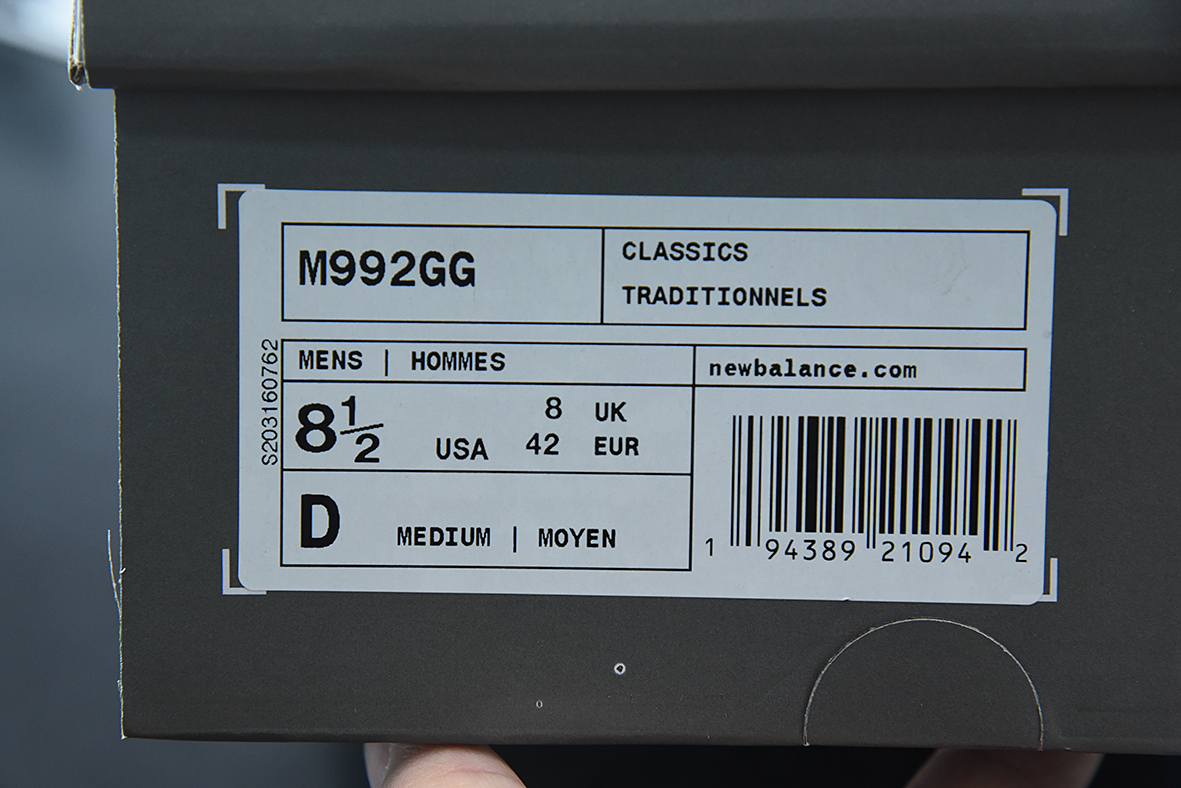 M992GG
CLASSICS
TRADITIONNELS
S203160762
MENS | HOMMES
newbalance.com
8½ USA
8 UK
42 EUR
D MEDIUM | MOYEN
1 94389 21094 2